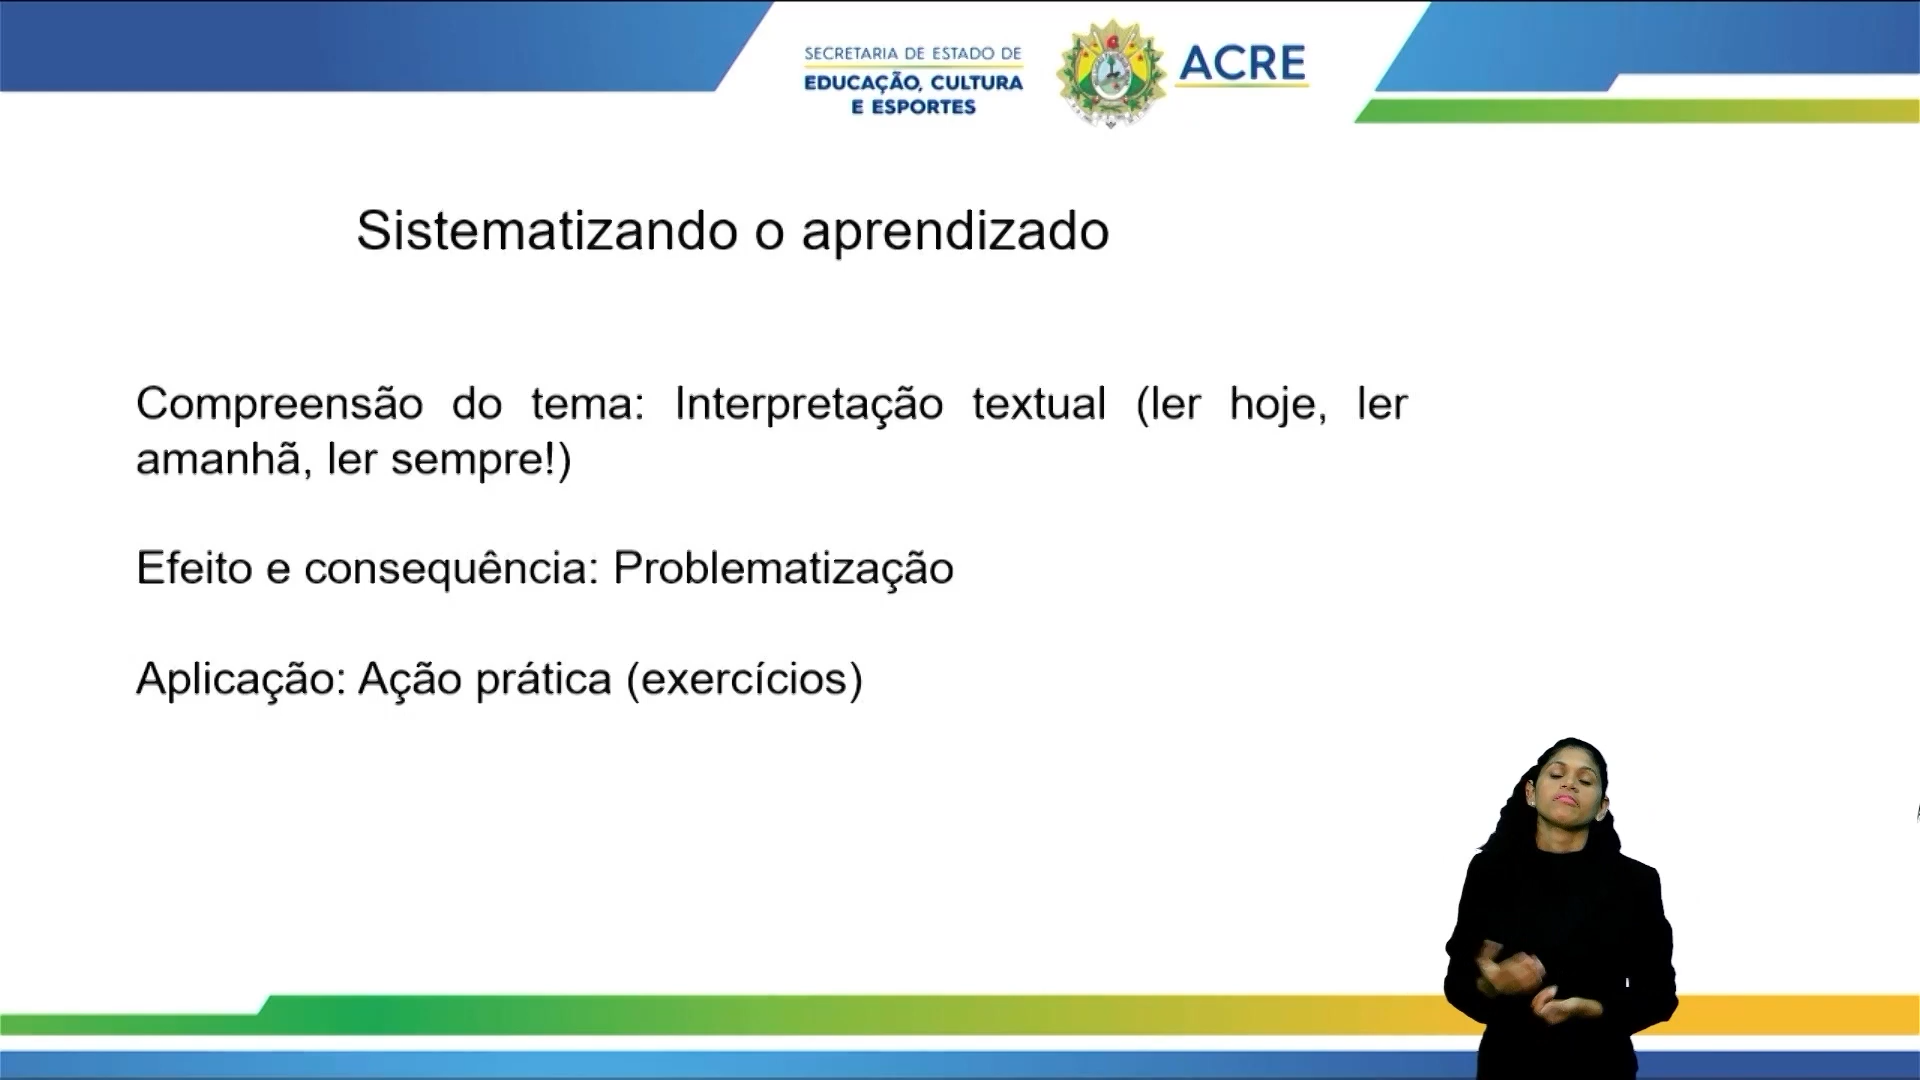 SECRETARIA DE ESTADO DE
EDUCAÇÃO, CULTURA
E ESPORTES
ACRE
Sistematizando o aprendizado
Compreensão do tema: Interpretação textual (ler hoje, ler
amanhã, ler sempre!)
Efeito e consequência: Problematização
Aplicação: Ação prática (exercícios)